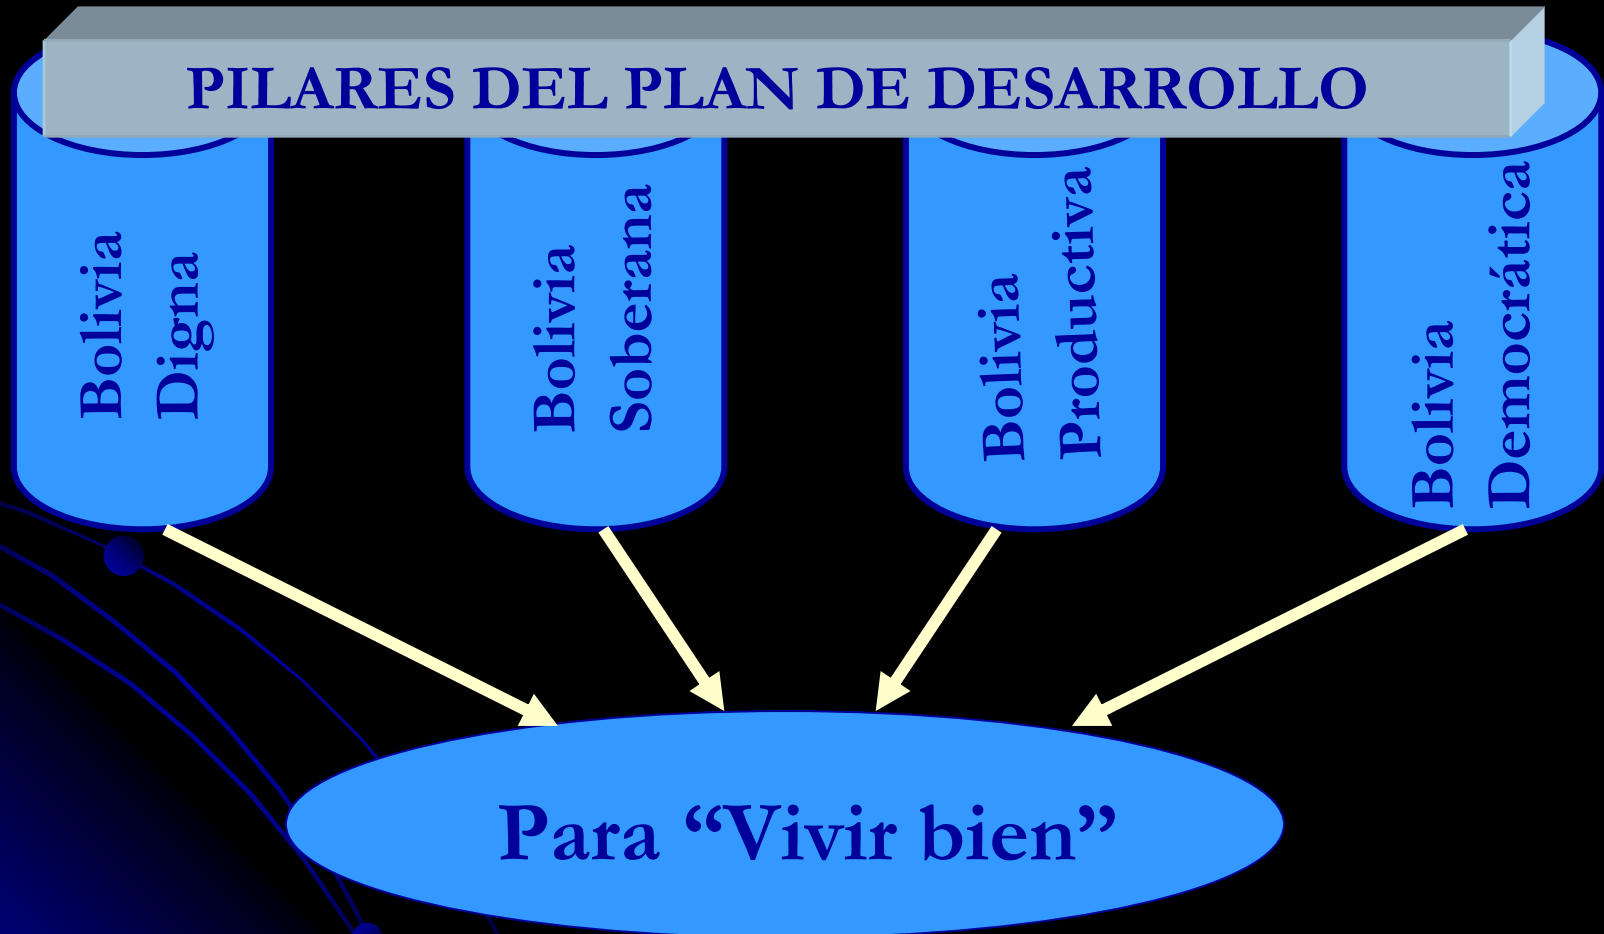 PILARES DEL PLAN DE DESARROLLO
Bolivia
Digna
Bolivia
Soberana
Bolivia
Productiva
Bolivia
Democrática
Para “Vivir bien”